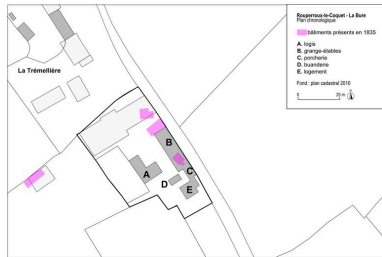 Rouperroux-le-Coquet - La Bure
Plan chronologique
bâtiments présents en 1835
A. logis
B. grange-étables
C. porcherie
D. buanderie
E. logement
Fond : plan cadastral 2010
0 25 m N
La Trémellière
B
A
C
D
E